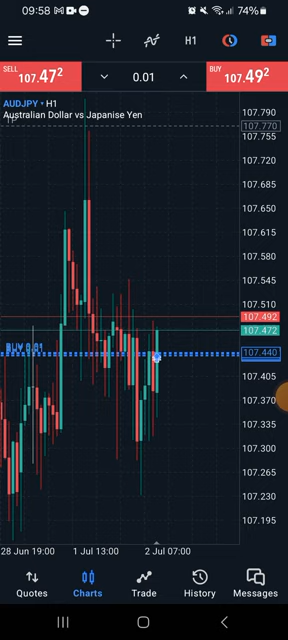 09:58 74%
H1
SELL
107.47²
0.01
BUY
107.49²
AUDJPY • H1
Australian Dollar vs Japanise Yen
TP
107.790
107.770
107.755
107.720
107.685
107.650
107.615
107.580
107.545
107.510
107.492
107.472
BUY 0.01
107.440
107.405
107.370
107.335
107.300
107.265
107.230
107.195
28 Jun 19:00 1 Jul 13:00 2 Jul 07:00
Quotes Charts Trade History Messages